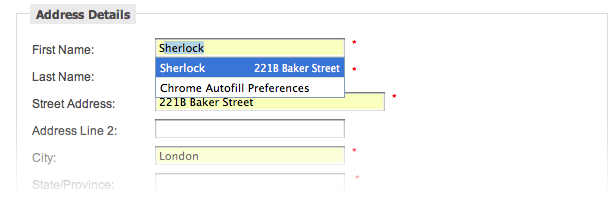 Address Details
First Name: Sherlock *
Sherlock 221B Baker Street
Last Name: *
Chrome Autofill Preferences
Street Address: 221B Baker Street *
Address Line 2:
City: London *
State/Province: *